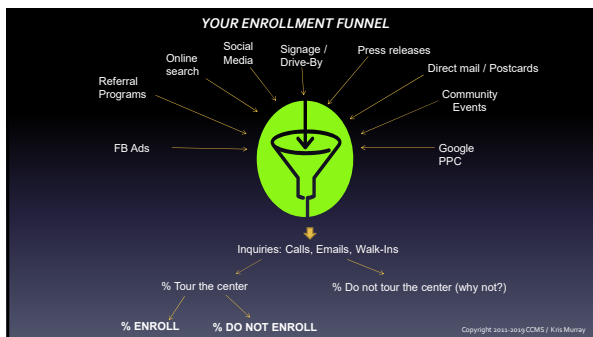 YOUR ENROLLMENT FUNNEL
Social
Media
Signage /
Drive-By
Press releases
Online
search
Direct mail / Postcards
Referral
Programs
Community
Events
FB Ads
Google
PPC
Inquiries: Calls, Emails, Walk-Ins
% Tour the center
% Do not tour the center (why not?)
% ENROLL
% DO NOT ENROLL
Copyright 2011-2019 CCMS / Kris Murray